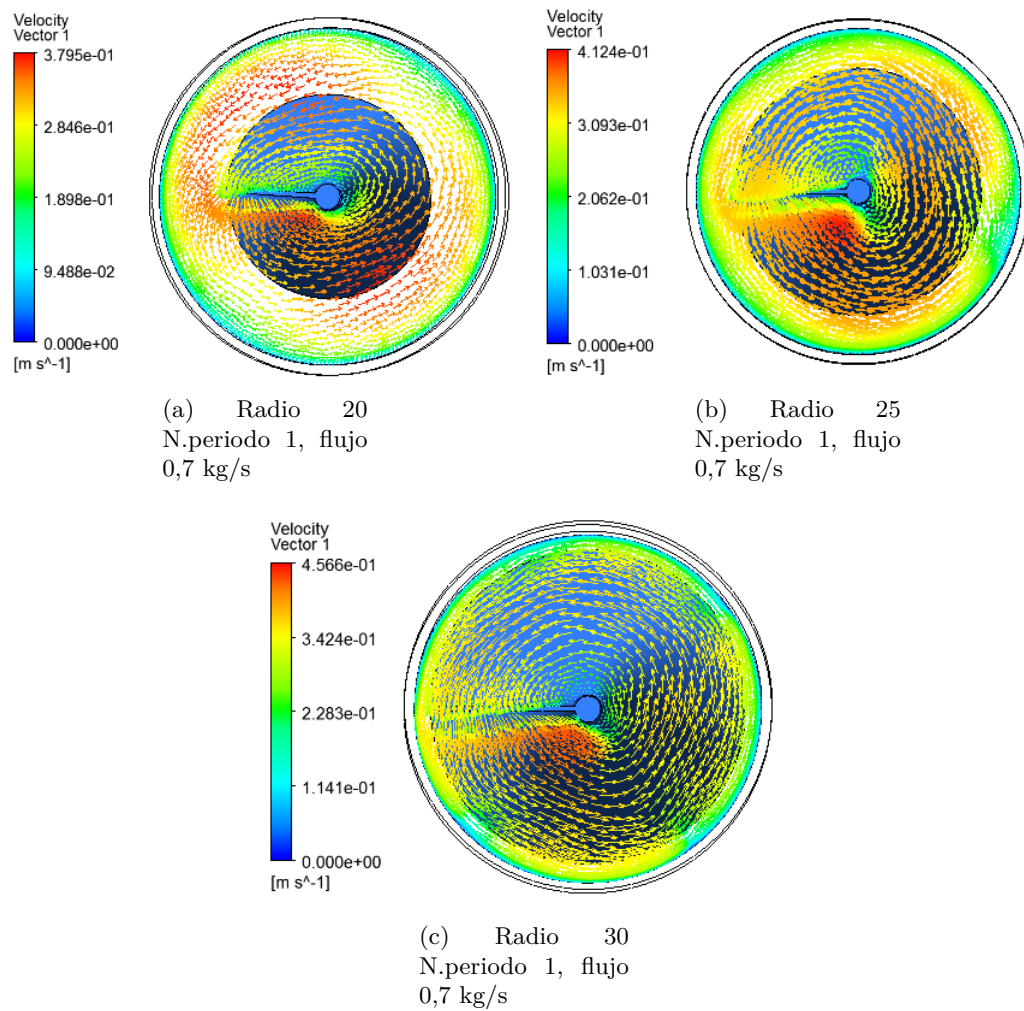 Velocity
Vector 1
3.795e-01
2.846e-01
1.898e-01
9.488e-02
0.000e+00
[m s^-1]
(a) Radio 20
N.periodo 1, flujo
0,7 kg/s
Velocity
Vector 1
4.124e-01
3.093e-01
2.062e-01
1.031e-01
0.000e+00
[m s^-1]
(b) Radio 25
N.periodo 1, flujo
0,7 kg/s
Velocity
Vector 1
4.566e-01
3.424e-01
2.283e-01
1.141e-01
0.000e+00
[m s^-1]
(c) Radio 30
N.periodo 1, flujo
0,7 kg/s